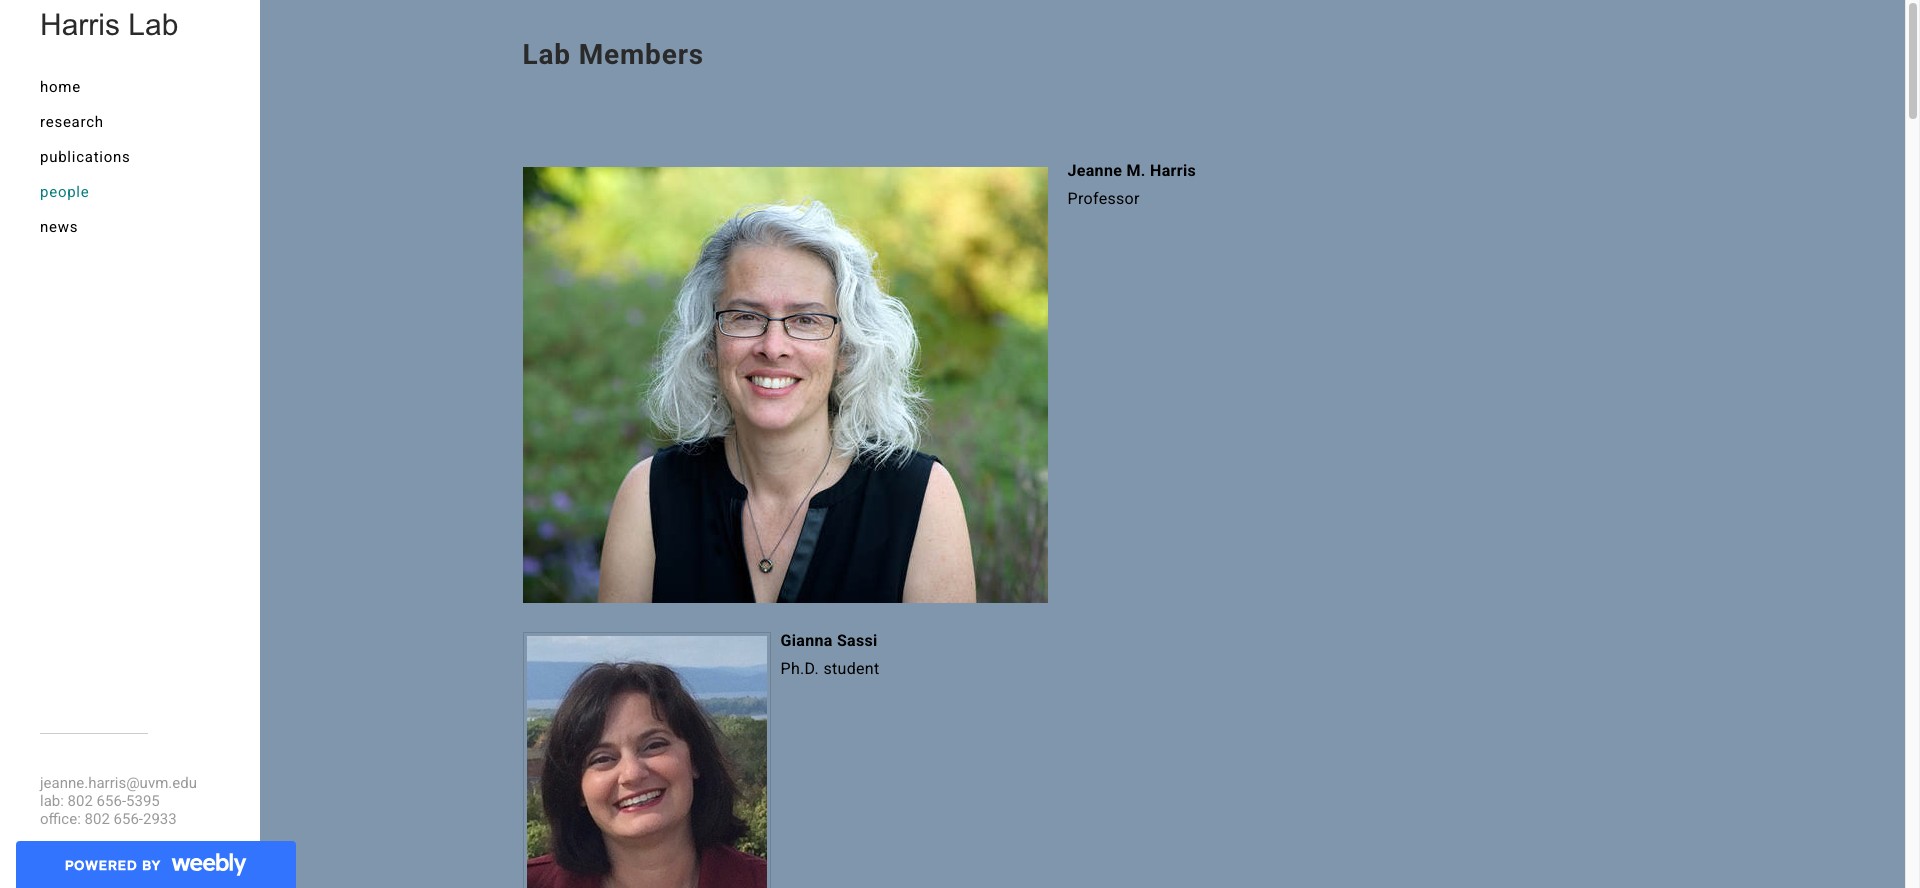 Harris Lab
home
research
publications
people
news
jeanne.harris@uvm.edu
lab: 802 656-5395
office: 802 656-2933
POWERED BY weebly
Lab Members
Jeanne M. Harris
Professor
Gianna Sassi
Ph.D. student